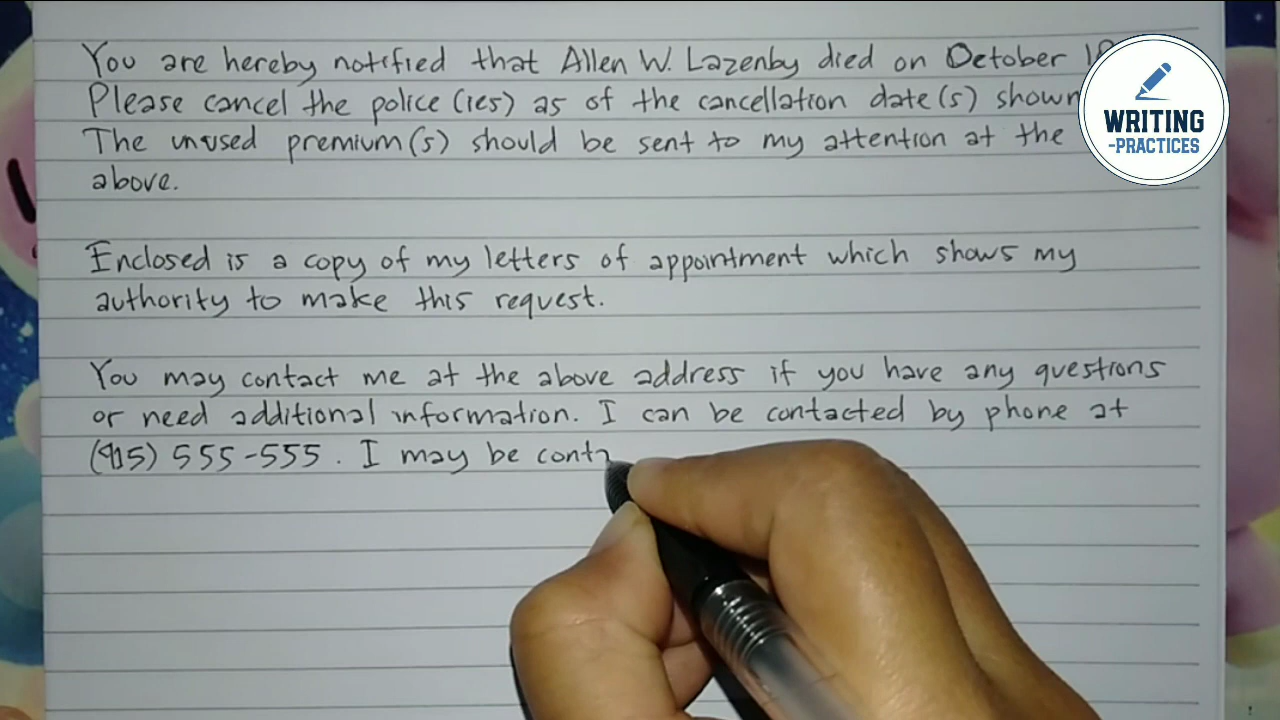 You are hereby notified that Allen W. Lazenby died on October
Please cancel the police (ies) as of the cancellation date(s) shown
The unused premium(s) should be sent to my attention at the
above.
Enclosed is a copy of my letters of appointment which shows my
authority to make this request.
You may contact me at the above address if you have any questions
or need additional information. I can be contacted by phone at
(915) 555-555. I may be conta
WRITING
-PRACTICES